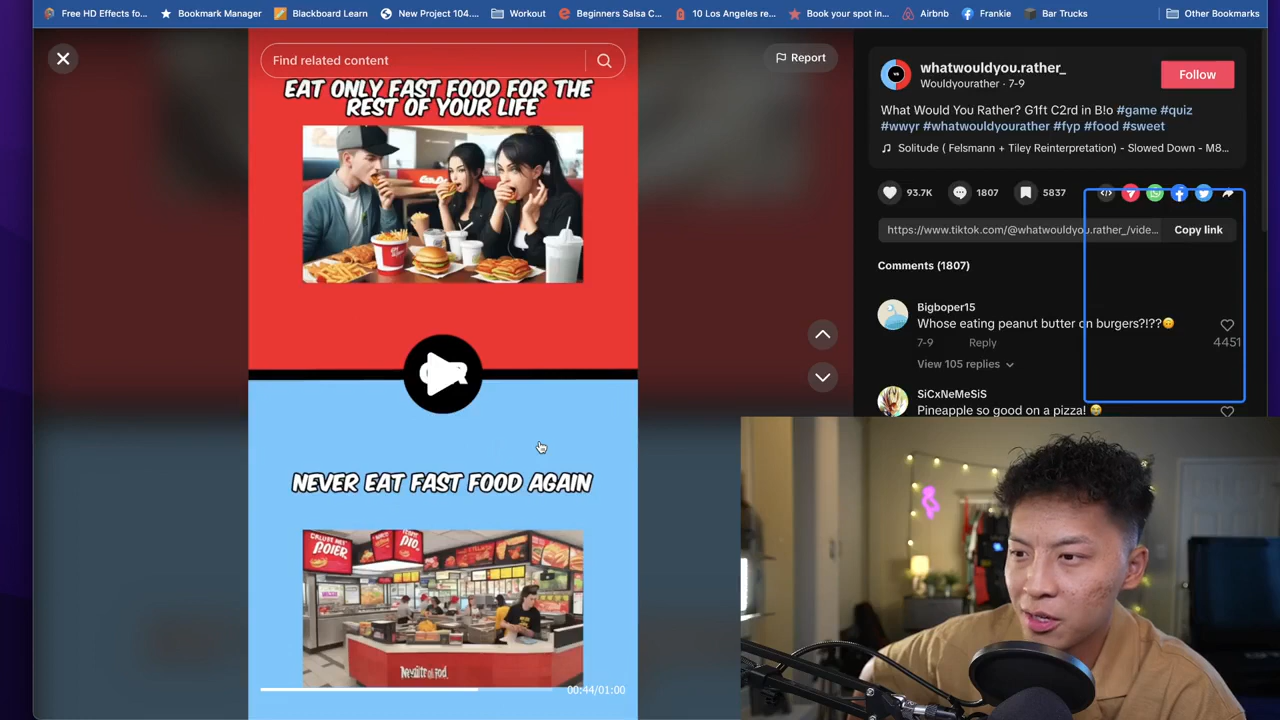 Free HD Effects fo...
Bookmark Manager
Blackboard Learn
New Project 104....
Workout
Beginners Salsa C...
10 Los Angeles re...
Book your spot in...
Airbnb
Frankie
Bar Trucks
Other Bookmarks
Find related content
Report
EAT ONLY FAST FOOD FOR THE
REST OF YOUR LIFE
NEVER EAT FAST FOOD AGAIN
00:44/01:00
whatwouldyou.rather_
Wouldyourather · 7-9
Follow
What Would You Rather? G1ft C2rd in B!o #game #quiz
#wwyr #whatwouldyourather #fyp #food #sweet
Solitude ( Felsmann + Tiley Reinterpretation) - Slowed Down - M8...
93.7K
1807
5837
https://www.tiktok.com/@whatwouldyou.rather_/vide...
Copy link
Comments (1807)
Bigboper15
Whose eating peanut butter on burgers?!??🙃
7-9
Reply
4451
View 105 replies
SiCxNeMeSiS
Pineapple so good on a pizza! 😭